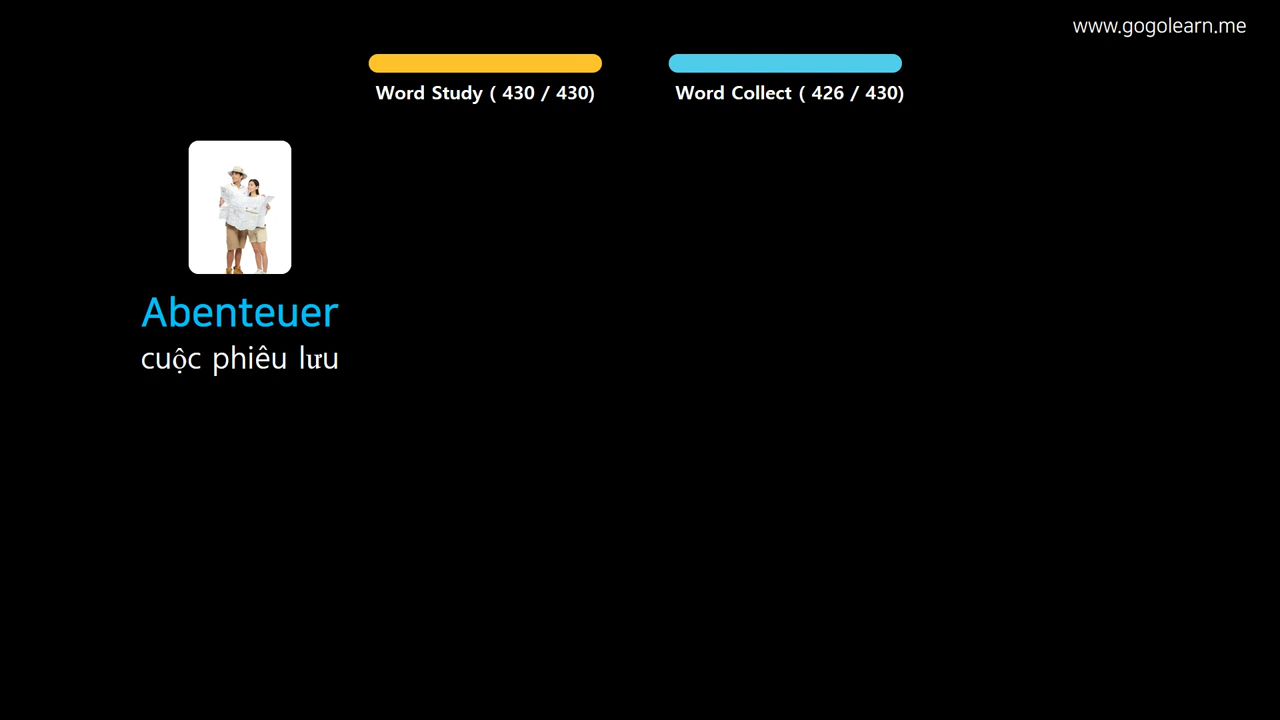 www.gogolearn.me
Word Study ( 430 / 430)
Word Collect ( 426 / 430)
Abenteuer
cuộc phiêu lưu